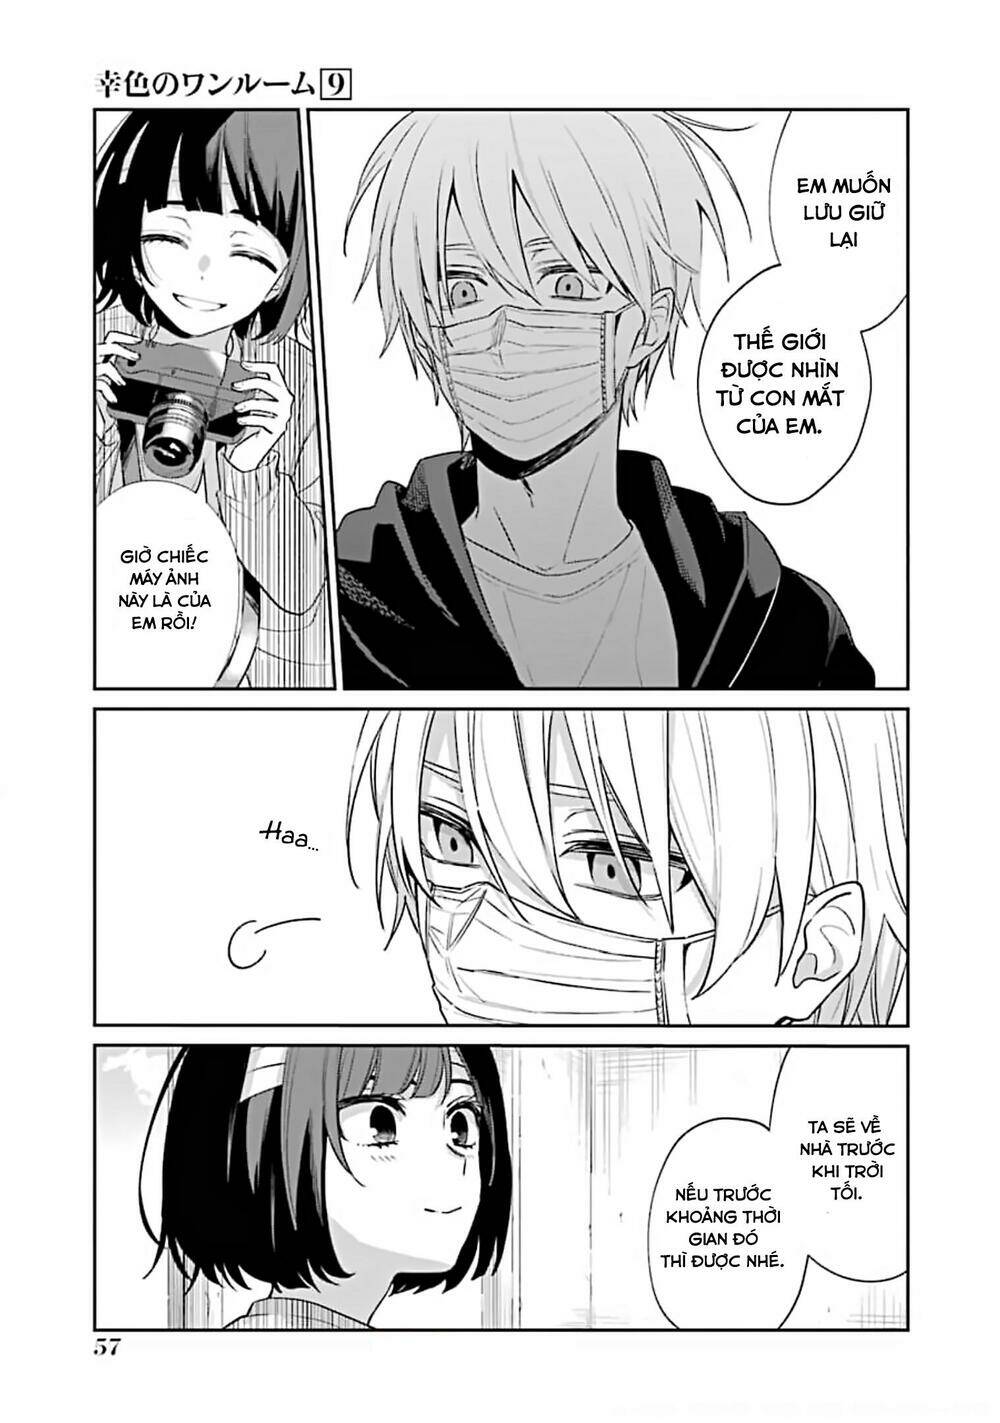 幸色のワンルーム 9
EM MUỐN
LƯU GIỮ
LẠI
THẾ GIỚI
ĐƯỢC NHÌN
TỪ CON MẮT
CỦA EM.
GIỜ CHIẾC
MÁY ẢNH
NÀY LÀ CỦA
EM RỒI!
Haa...
TA SẼ VỀ
NHÀ TRƯỚC
KHI TRỜI
TỐI.
NẾU TRƯỚC
KHOẢNG THỜI
GIAN ĐÓ
THÌ ĐƯỢC NHÉ.
57